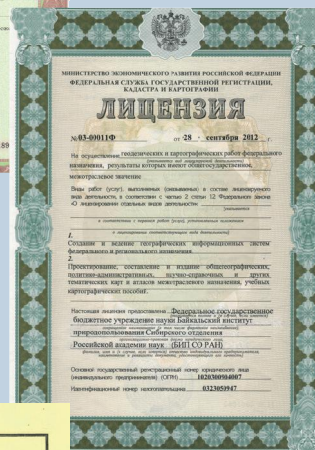 МИНИСТЕРСТВО ЭКОНОМИЧЕСКОГО РАЗВИТИЯ РОССИЙСКОЙ ФЕДЕРАЦИИ
ФЕДЕРАЛЬНАЯ СЛУЖБА ГОСУДАРСТВЕННОЙ РЕГИСТРАЦИИ,
КАДАСТРА И КАРТОГРАФИИ
ЛИЦЕНЗИЯ
№ 03-00011Ф от «28» сентября 2012 г.
На осуществление геодезических и картографических работ федерального
назначения, результаты которых имеют общегосударственное,
межотраслевое значение
Виды работ (услуг), выполняемых (оказываемых) в составе лицензируемого
вида деятельности, в соответствии с частью 2 статьи 12 Федерального закона
«О лицензировании отдельных видов деятельности»
1.
Создание и ведение географических информационных систем
федерального и регионального назначения.
2.
Проектирование, составление и издание общегеографических,
политико-административных, научно-справочных и других
тематических карт и атласов межотраслевого назначения, учебных
картографических пособий.
Настоящая лицензия предоставлена Федеральное государственное
бюджетное учреждение науки Байкальский институт
природопользования Сибирского отделения
Российской академии наук (БИП СО РАН)
Основной государственный регистрационный номер юридического лица
(индивидуального предпринимателя) (ОГРН) 1020300904007
Идентификационный номер налогоплательщика 0323050947